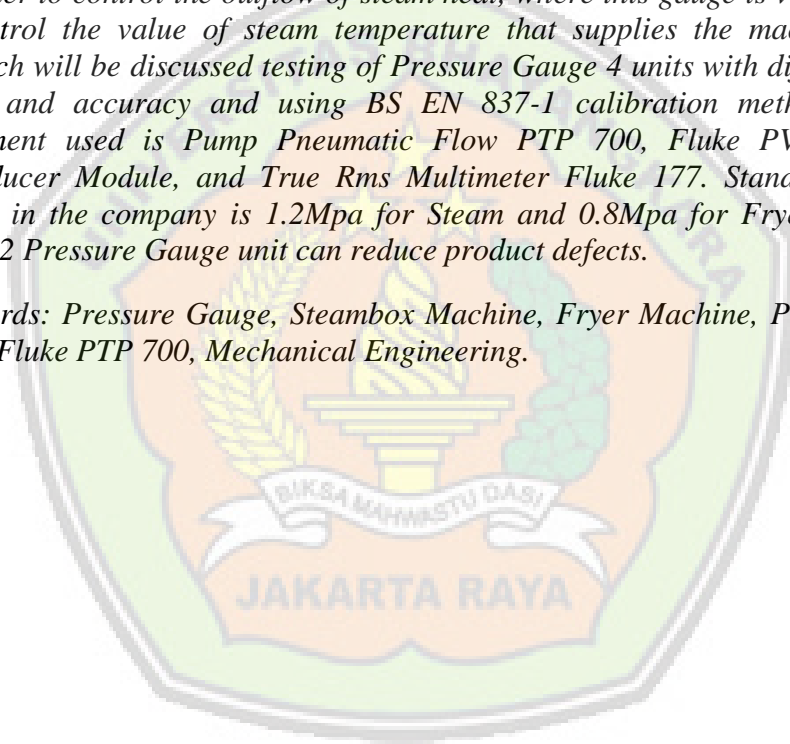 er to control the outflow of steam heat, where this gauge is v
trol the value of steam temperature that supplies the mac
ch will be discussed testing of Pressure Gauge 4 units with di
and accuracy and using BS EN 837-1 calibration meth
ment used is Pump Pneumatic Flow PTP 700, Fluke PV
ducer Module, and True Rms Multimeter Fluke 177. Stand
in the company is 1.2Mpa for Steam and 0.8Mpa for Frye
2 Pressure Gauge unit can reduce product defects.
rds: Pressure Gauge, Steambox Machine, Fryer Machine, P
Fluke PTP 700, Mechanical Engineering.
BIKSA MAHWASTU DASI
JAKARTA RAYA